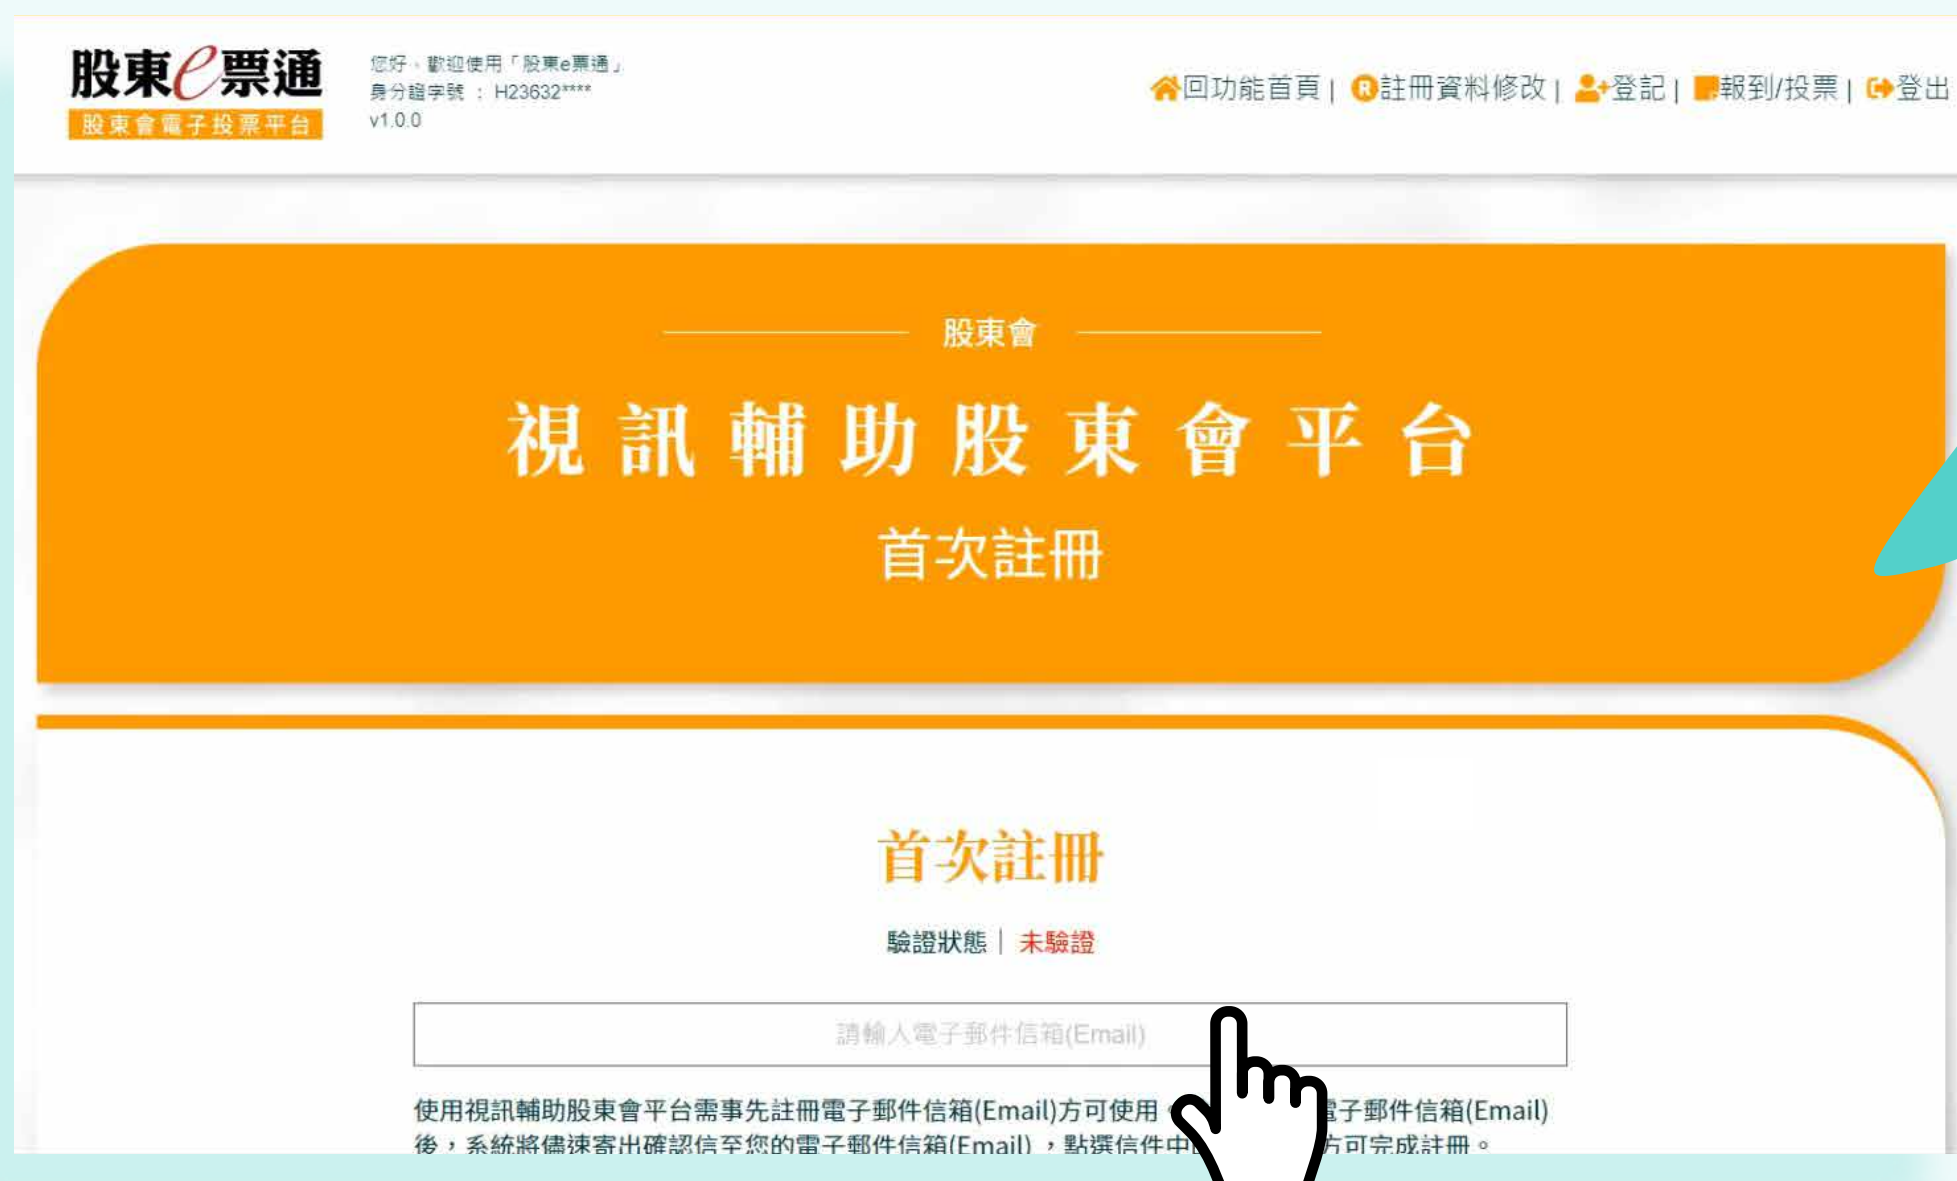 股東e票通
股東會電子投票平台
您好、歡迎使用「股東e票通」
身分證字號 : H23632****
v1.0.0
回功能首頁 | 註冊資料修改 | 登記 | 報到/投票 | 登出
股東會
視訊輔助股東會平台
首次註冊
首次註冊
驗證狀態 | 未驗證
請輸入電子郵件信箱(Email)
使用視訊輔助股東會平台需事先註冊電子郵件信箱(Email)方可使用 子郵件信箱(Email)
後，系統將儘速寄出確認信至您的電子郵件信箱(Email)，點選信件中 方可完成註冊。